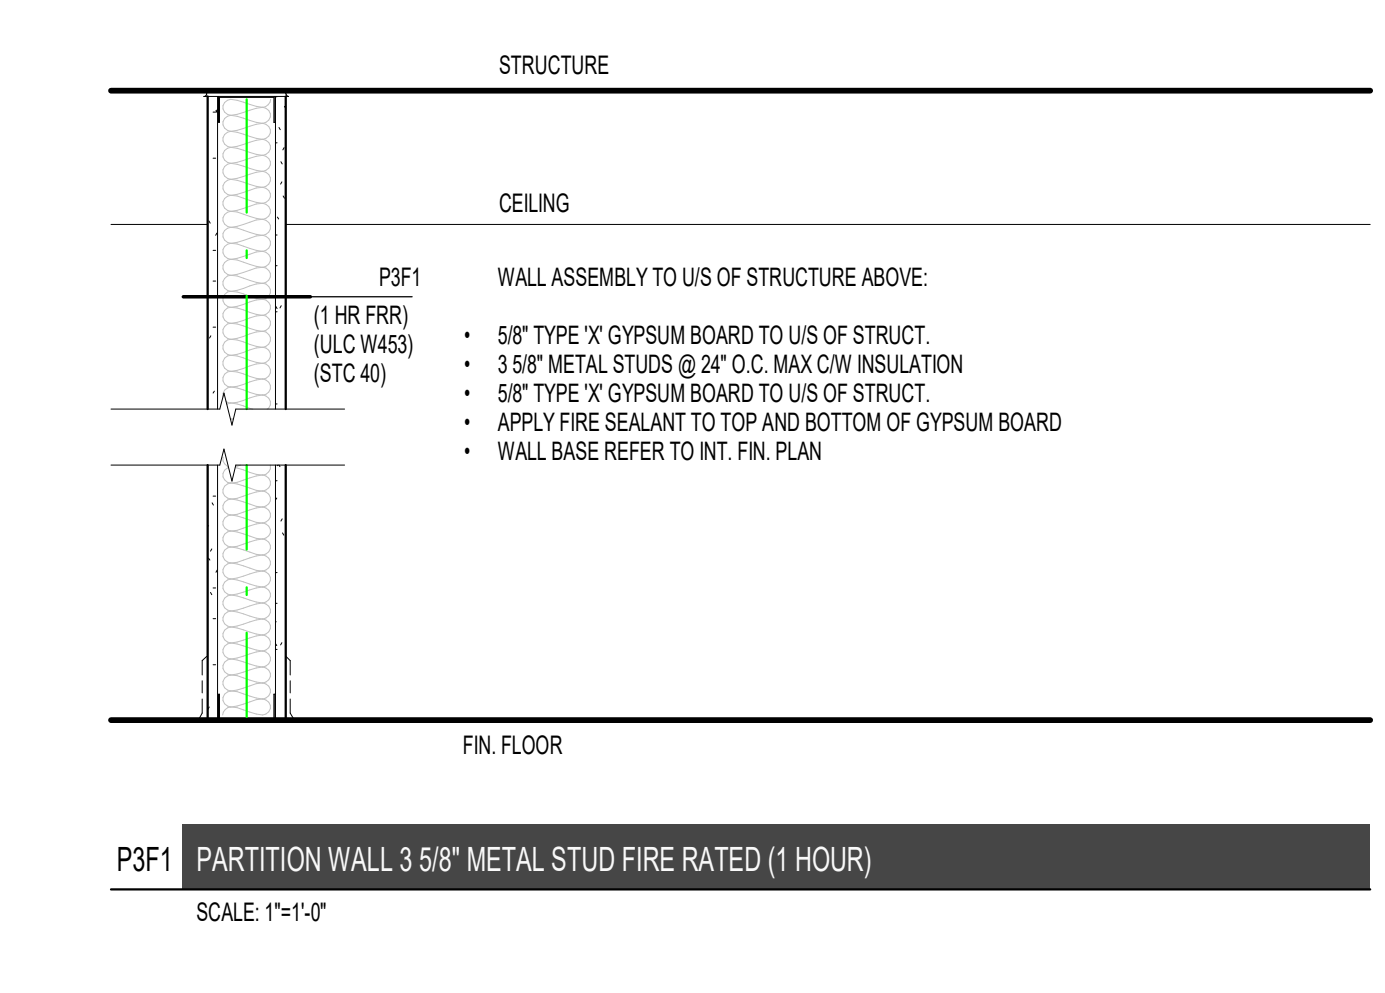 STRUCTURE
CEILING
P3F1
(1 HR FRR)
(ULC W453)
(STC 40)
WALL ASSEMBLY TO U/S OF STRUCTURE ABOVE:
• 5/8" TYPE 'X' GYPSUM BOARD TO U/S OF STRUCT.
• 3 5/8" METAL STUDS @ 24" O.C. MAX C/W INSULATION
• 5/8" TYPE 'X' GYPSUM BOARD TO U/S OF STRUCT.
• APPLY FIRE SEALANT TO TOP AND BOTTOM OF GYPSUM BOARD
• WALL BASE REFER TO INT. FIN. PLAN
FIN. FLOOR
P3F1 PARTITION WALL 3 5/8" METAL STUD FIRE RATED (1 HOUR)
SCALE: 1"=1'-0"